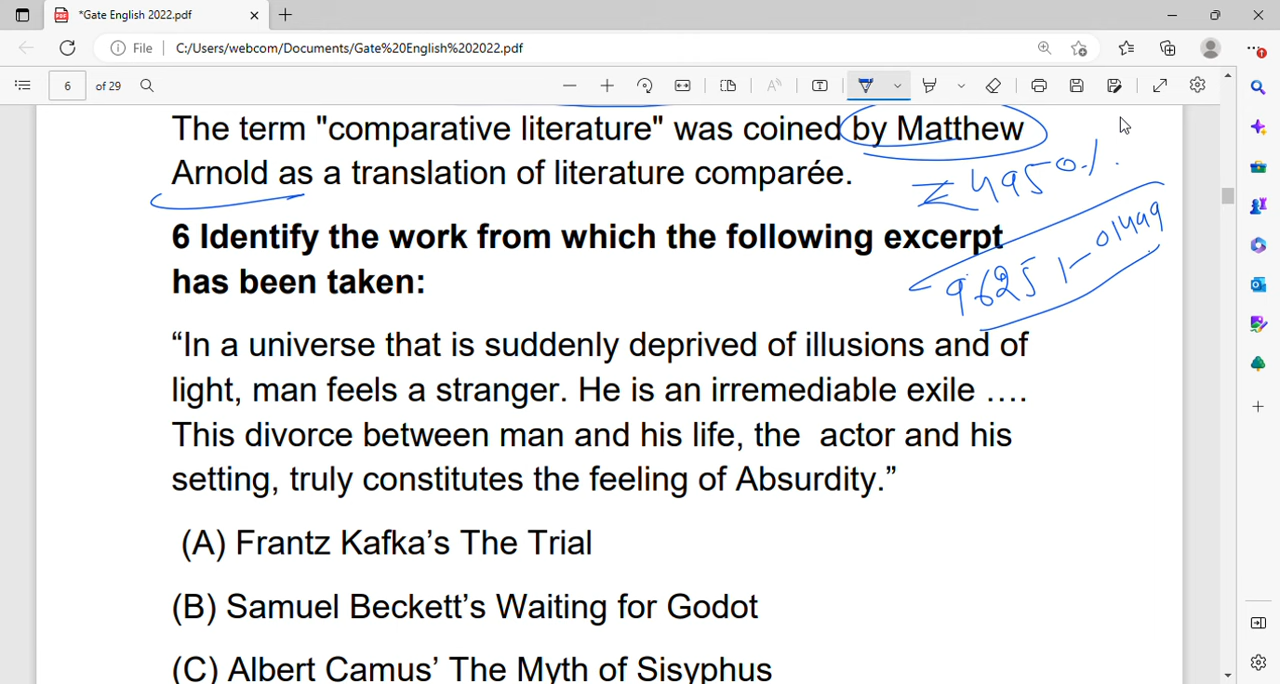 *Gate English 2022.pdf
File
C:/Users/webcom/Documents/Gate%20English%202022.pdf
6 of 29
The term "comparative literature" was coined by Matthew
Arnold as a translation of literature comparée.
6 Identify the work from which the following excerpt
has been taken:
“In a universe that is suddenly deprived of illusions and of
light, man feels a stranger. He is an irremediable exile ….
This divorce between man and his life, the actor and his
setting, truly constitutes the feeling of Absurdity.”
(A) Frantz Kafka’s The Trial
(B) Samuel Beckett’s Waiting for Godot
(C) Albert Camus’ The Myth of Sisyphus